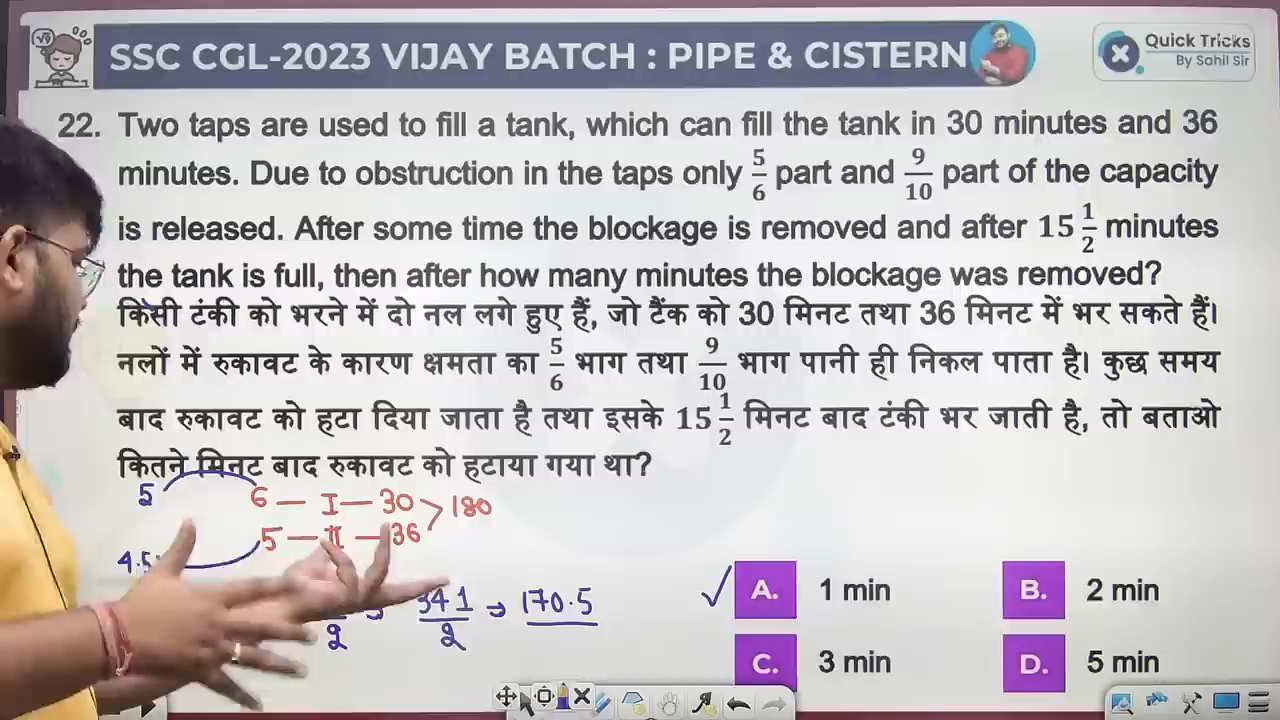 SSC CGL-2023 VIJAY BATCH : PIPE & CISTERN
Quick Tricks
By Sahil Sir
22. Two taps are used to fill a tank, which can fill the tank in 30 minutes and 36
minutes. Due to obstruction in the taps only 5/6 part and 9/10 part of the capacity
is released. After some time the blockage is removed and after 15 1/2 minutes
the tank is full, then after how many minutes the blockage was removed?
किसी टंकी को भरने में दो नल लगे हुए हैं, जो टैंक को 30 मिनट तथा 36 मिनट में भर सकते हैं।
नलों में रुकावट के कारण क्षमता का 5/6 भाग तथा 9/10 भाग पानी ही निकल पाता है। कुछ समय
बाद रुकावट को हटा दिया जाता है तथा इसके 15 1/2 मिनट बाद टंकी भर जाती है, तो बताओ
कितने मिनट बाद रुकावट को हटाया गया था?
5 6 — I — 30 > 180
4.5 5 — II — 36
2 → 341/2 → 170.5
✓ A. 1 min B. 2 min
C. 3 min D. 5 min